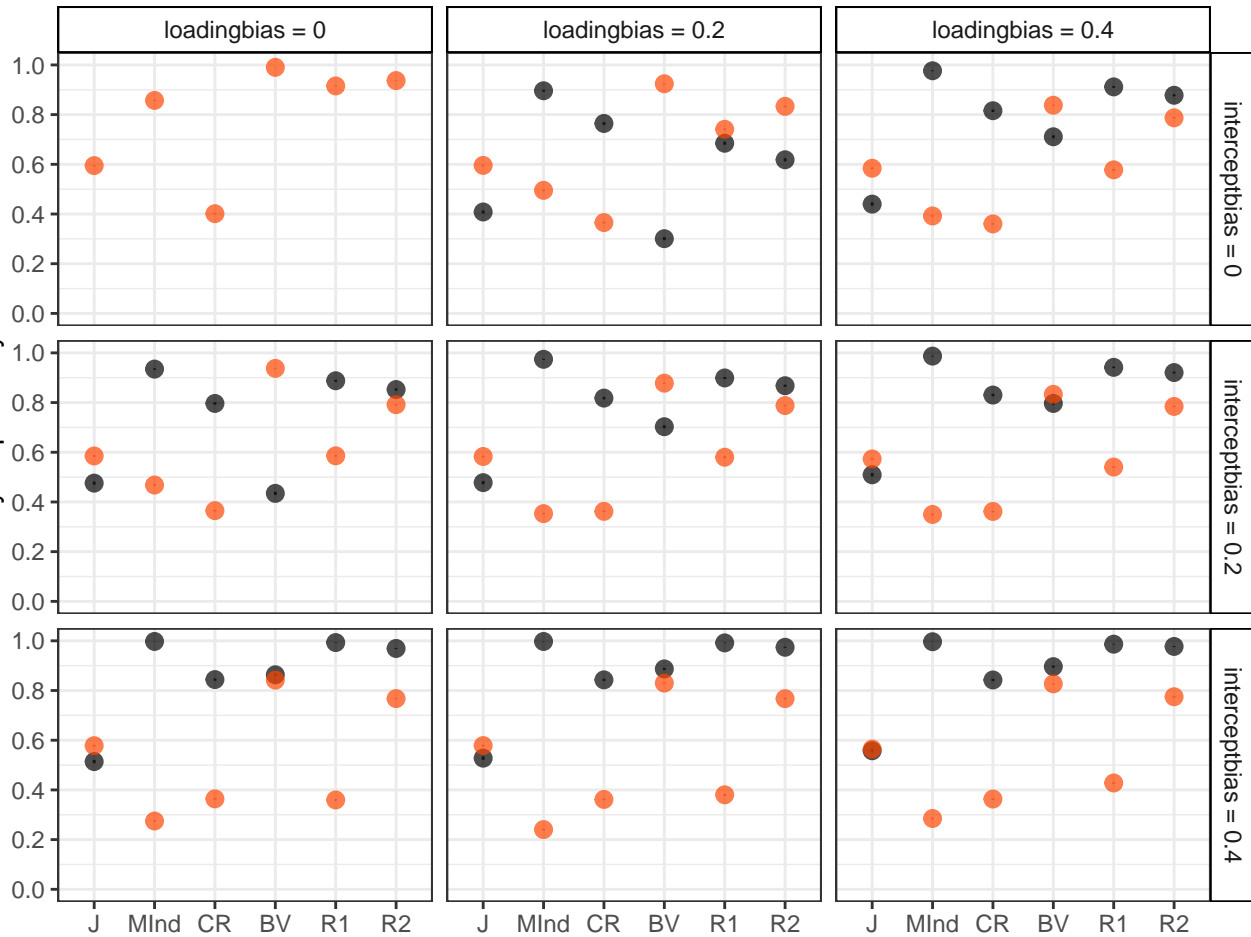 loadingbias = 0
loadingbias = 0.2
loadingbias = 0.4
1.0
0.8
0.6
0.4
0.2
0.0
interceptbias = 0
1.0
0.8
0.6
0.4
0.2
0.0
interceptbias = 0.2
1.0
0.8
0.6
0.4
0.2
0.0
interceptbias = 0.4
J MInd CR BV R1 R2
J MInd CR BV R1 R2
J MInd CR BV R1 R2